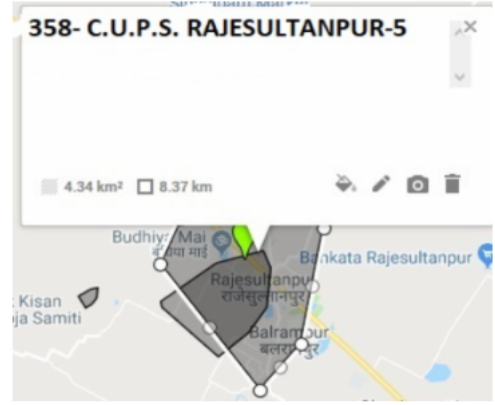 358- C.U.P.S. RAJESULTANPUR-5
4.34 km² 8.37 km
Budhiya Mai
Bankata Rajesultanpur
Rajesultanpur
राजेसुल्तानपुर
Kisan
Samiti
Balrampur
बलरामपुर